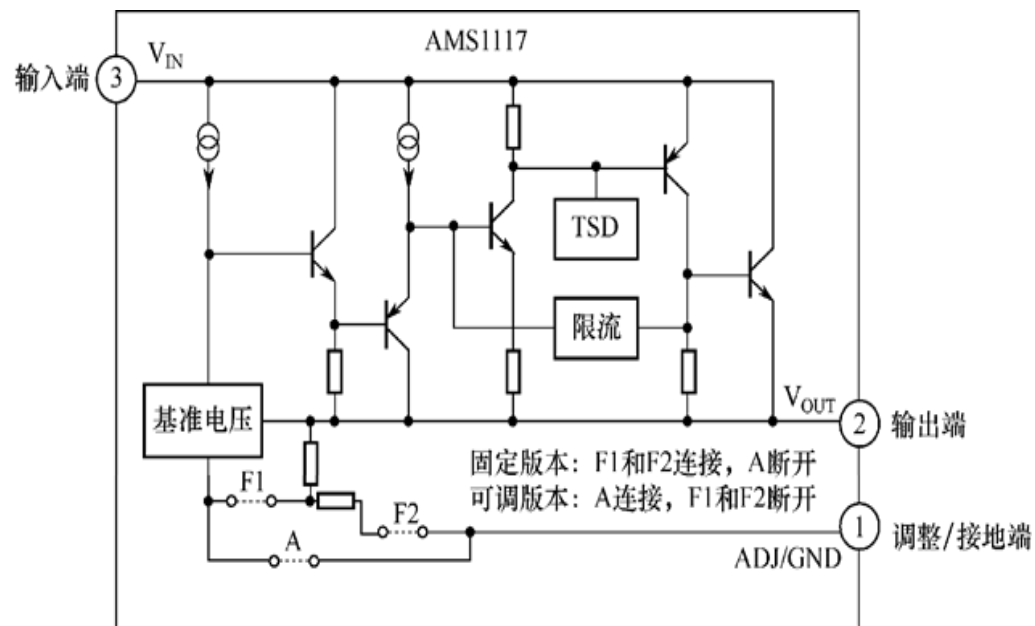 AMS1117
VIN
输入端
3
TSD
限流
基准电压
VOUT
2
输出端
固定版本：F1和F2连接，A断开
可调版本：A连接，F1和F2断开
F1
F2
A
1
调整/接地端
ADJ/GND